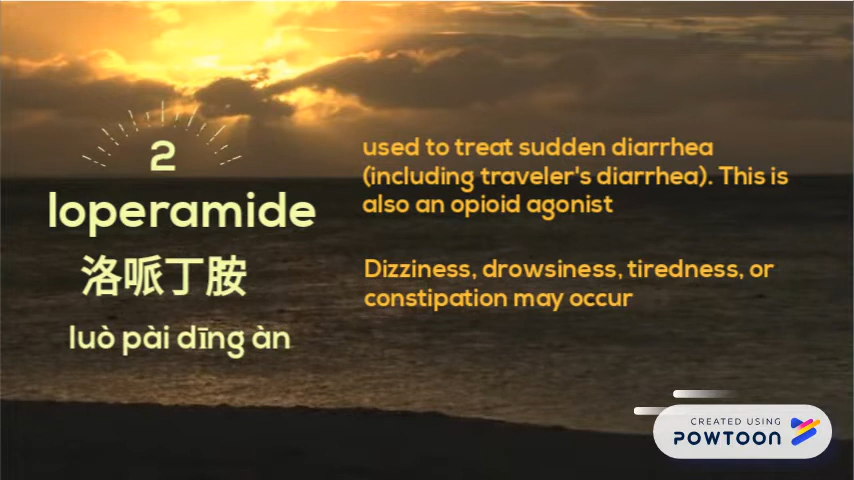 2
loperamide
洛哌丁胺
luò pài dīng àn
used to treat sudden diarrhea
(including traveler's diarrhea). This is
also an opioid agonist
Dizziness, drowsiness, tiredness, or
constipation may occur
CREATED USING
POWTOON